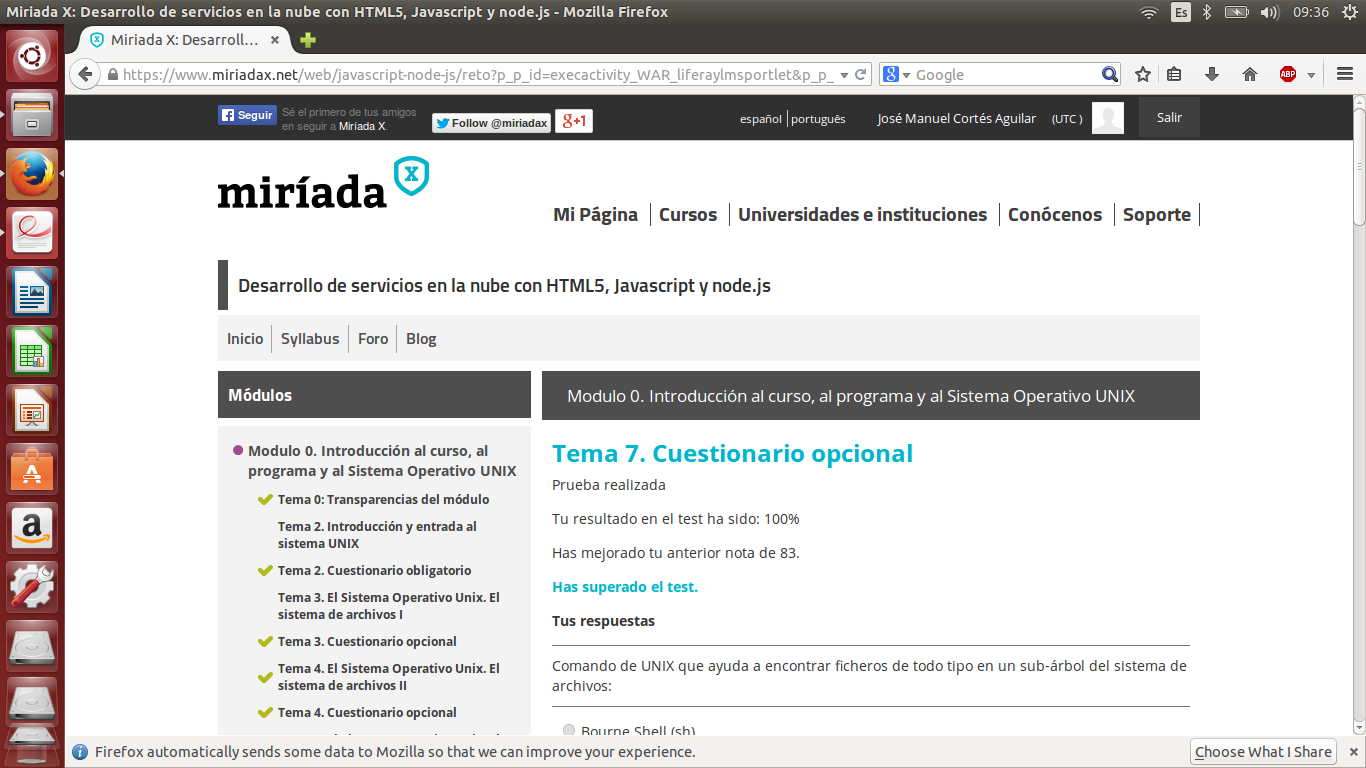 Miriada X: Desarrollo de servicios en la nube con HTML5, Javascript y node.js - Mozilla Firefox
Es
09:36
Miriada X: Desarroll...
https://www.miriadax.net/web/javascript-node-js/reto?p_p_id=execactivity_WAR_liferaylmsportlet&p_p_
Google
ABP
Seguir
Sé el primero de tus amigos
en seguir a Miríada X.
Follow @miriadax
g+1
español
português
José Manuel Cortés Aguilar
(UTC )
Salir
miríada
X
Mi Página
Cursos
Universidades e instituciones
Conócenos
Soporte
Desarrollo de servicios en la nube con HTML5, Javascript y node.js
Inicio
Syllabus
Foro
Blog
Módulos
Modulo 0. Introducción al curso, al
programa y al Sistema Operativo UNIX
Tema 0: Transparencias del módulo
Tema 2. Introducción y entrada al
sistema UNIX
Tema 2. Cuestionario obligatorio
Tema 3. El Sistema Operativo Unix. El
sistema de archivos I
Tema 3. Cuestionario opcional
Tema 4. El Sistema Operativo Unix. El
sistema de archivos II
Tema 4. Cuestionario opcional
Modulo 0. Introducción al curso, al programa y al Sistema Operativo UNIX
Tema 7. Cuestionario opcional
Prueba realizada
Tu resultado en el test ha sido: 100%
Has mejorado tu anterior nota de 83.
Has superado el test.
Tus respuestas
Comando de UNIX que ayuda a encontrar ficheros de todo tipo en un sub-árbol del sistema de
archivos:
Bourne Shell (sh)
Firefox automatically sends some data to Mozilla so that we can improve your experience.
Choose What I Share